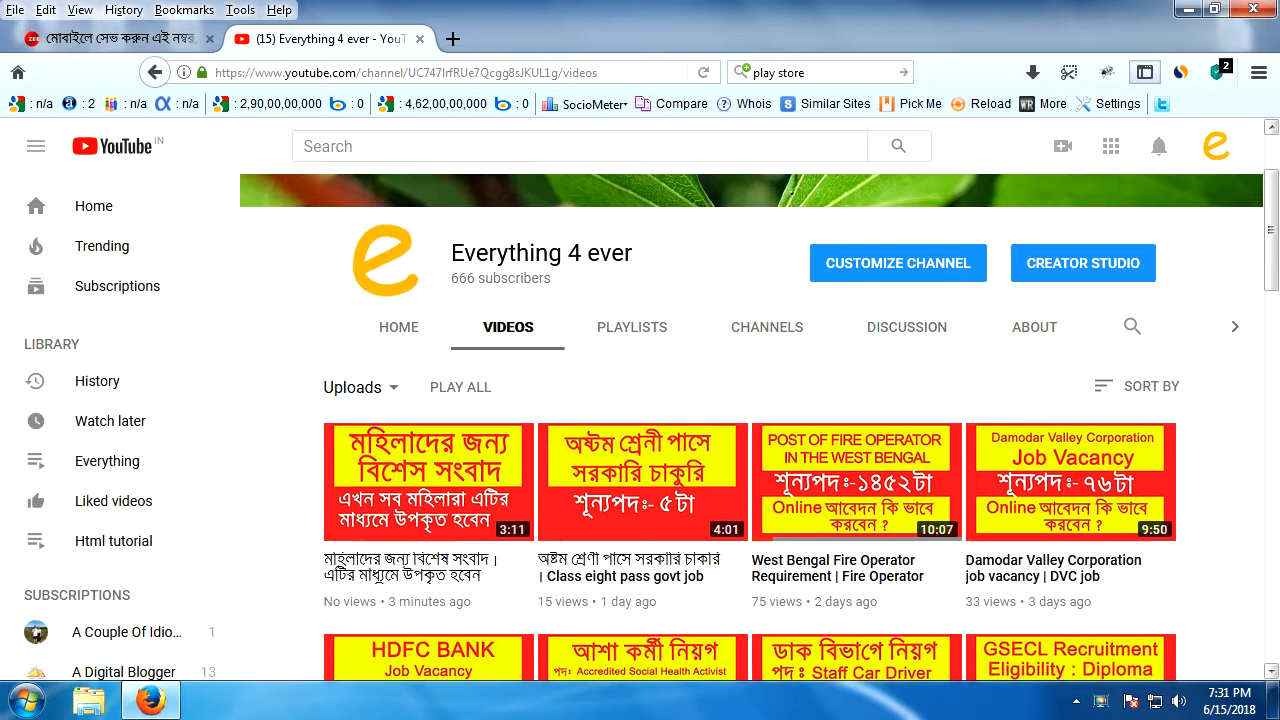 File Edit View History Bookmarks Tools Help
মোবাইলে সেভ করুন এই নম্বর,
(15) Everything 4 ever - YouT
https://www.youtube.com/channel/UC747IrfRUe7Qcgg8sJKUL1g/videos
play store
2
: n/a : 2 : n/a : n/a : 2,90,00,00,000 : 0 : 4,62,00,00,000 : 0 SocioMeter Compare Whois Similar Sites Pick Me Reload WR More Settings
YouTube IN
Search
Home
Trending
Subscriptions
LIBRARY
History
Watch later
Everything
Liked videos
Html tutorial
SUBSCRIPTIONS
A Couple Of Idio... 1
A Digital Blogger 13
Everything 4 ever
666 subscribers
CUSTOMIZE CHANNEL
CREATOR STUDIO
HOME VIDEOS PLAYLISTS CHANNELS DISCUSSION ABOUT
Uploads PLAY ALL SORT BY
মহিলাদের জন্য
বিশেস সংবাদ
এখন সব মহিলারা এটির
মাধ্যমে উপকৃত হবেন
3:11
মহিলাদের জন্য বিশেষ সংবাদ।
এটির মাধ্যমে উপকৃত হবেন
No views • 3 minutes ago
অষ্টম শ্রেনী পাসে
সরকারি চাকুরি
শূন্যপদঃ- ৫টা
4:01
অষ্টম শ্রেণী পাসে সরকারি চাকরি
। Class eight pass govt job
15 views • 1 day ago
POST OF FIRE OPERATOR
IN THE WEST BENGAL
শূন্যপদঃ-১৪৫২টা
Online আবেদন কি ভাবে
করবেন ?
10:07
West Bengal Fire Operator
Requirement | Fire Operator
75 views • 2 days ago
Damodar Valley Corporation
Job Vacancy
শূন্যপদঃ- ৭৬টা
Online আবেদন কি ভাবে
করবেন ?
9:50
Damodar Valley Corporation
job vacancy | DVC job
33 views • 3 days ago
HDFC BANK
Job Vacancy
আশা কর্মী নিয়গ
পদঃ Accredited Social Health Activist
ডাক বিভাগে নিয়গ
পদ ঃ Staff Car Driver
GSECL Recruitment
Eligibility : Diploma
7:31 PM
6/15/2018